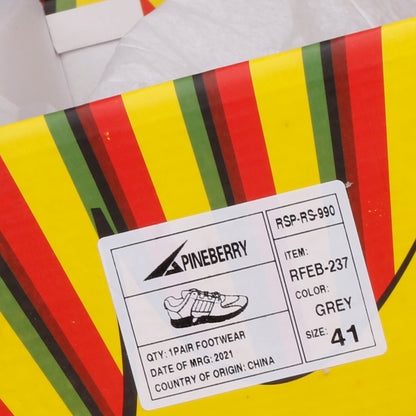 PINEBERRY
QTY: 1PAIR FOOTWEAR
DATE OF MRG: 2021
COUNTRY OF ORIGIN: CHINA
RSP-RS-990
ITEM:
RFEB-237
COLOR:
GREY
SIZE: 41